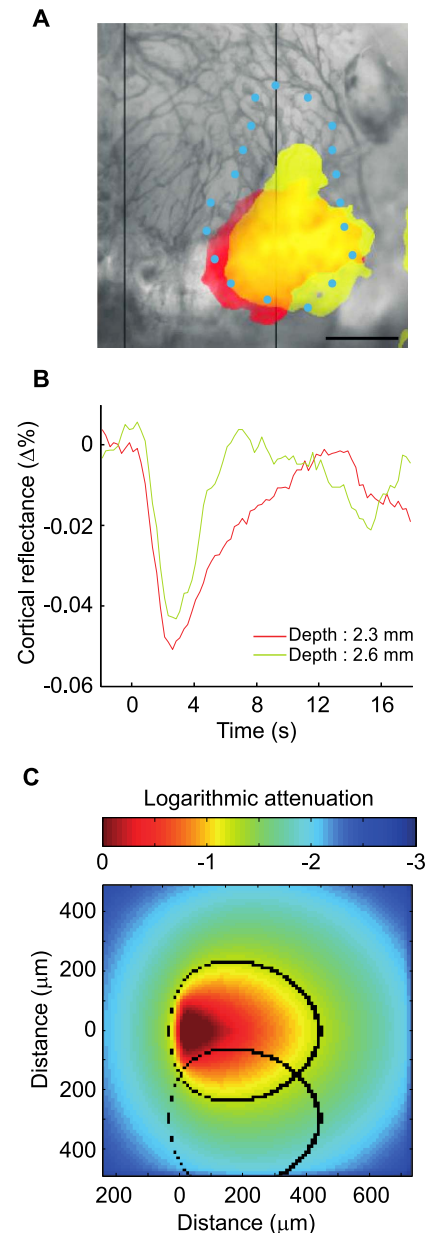 A
B
0
-0.02
-0.04
-0.06
Cortical reflectance (Δ%)
Depth : 2.3 mm
Depth : 2.6 mm
0 4 8 12 16
Time (s)
C
Logarithmic attenuation
0 -1 -2 -3
400
200
0
200
400
Distance (μm)
200 0 200 400 600
Distance (μm)